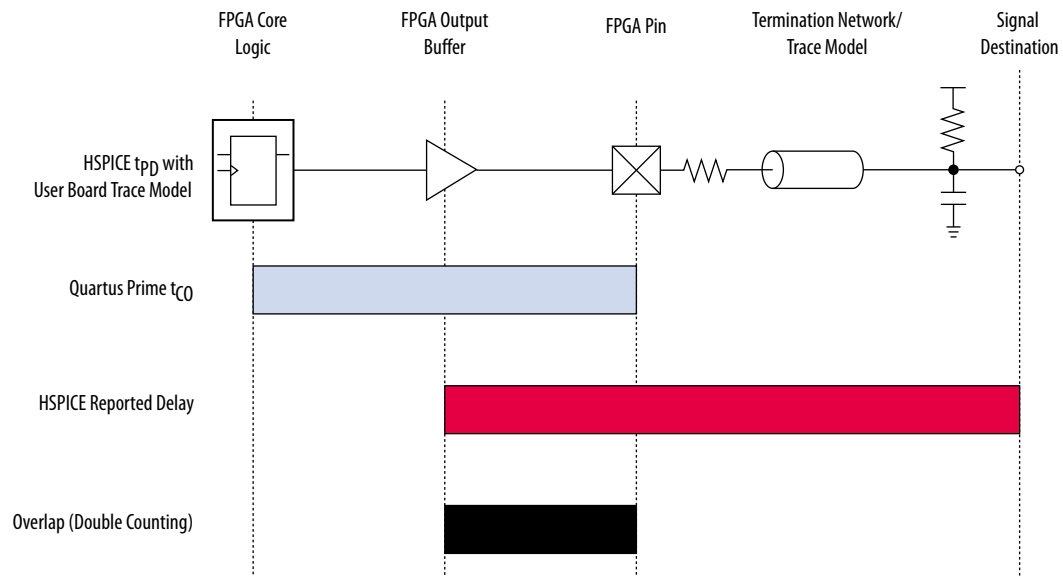 FPGA Core
Logic
FPGA Output
Buffer
FPGA Pin
Termination Network/
Trace Model
Signal
Destination
HSPICE tPD with
User Board Trace Model
Quartus Prime tCO
HSPICE Reported Delay
Overlap (Double Counting)